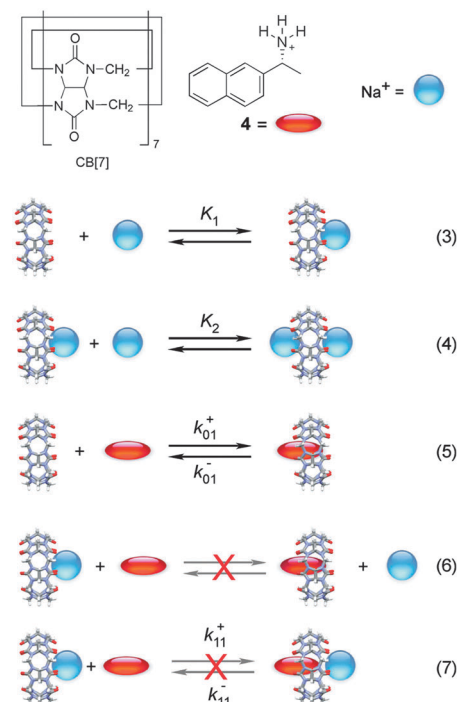 O
N
N
CH₂
N
N
CH₂
O
7
CB[7]
H
H
N
H
+
4 =
Na⁺ =
+
K₁
(3)
+
K₂
(4)
+
k₀₁⁺
k₀₁⁻
(5)
+
X
+
(6)
+
k₁₁⁺
X
k₁₁⁻
(7)